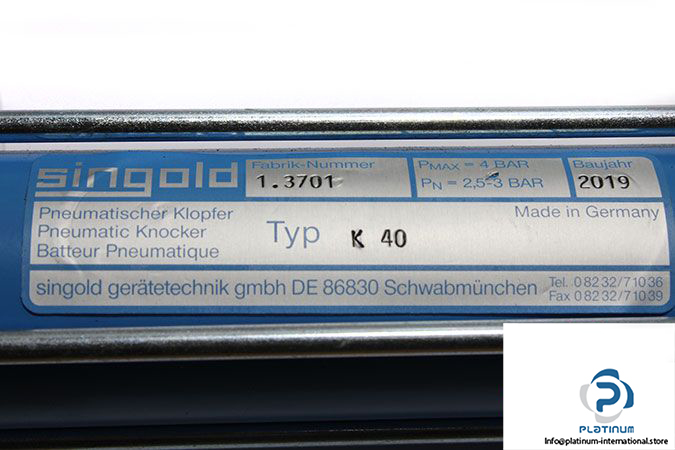 singold
Fabrik-Nummer
1.3701
PMAX = 4 BAR
PN = 2,5-3 BAR
Baujahr
2019
Pneumatischer Klopfer
Pneumatic Knocker
Batteur Pneumatique
Typ K 40
Made in Germany
singold gerätetechnik gmbh DE 86830 Schwabmünchen
Tel. 0 82 32/7 10 36
Fax 0 82 32/7 10 39
PLATINUM
Info@platinum-international.store